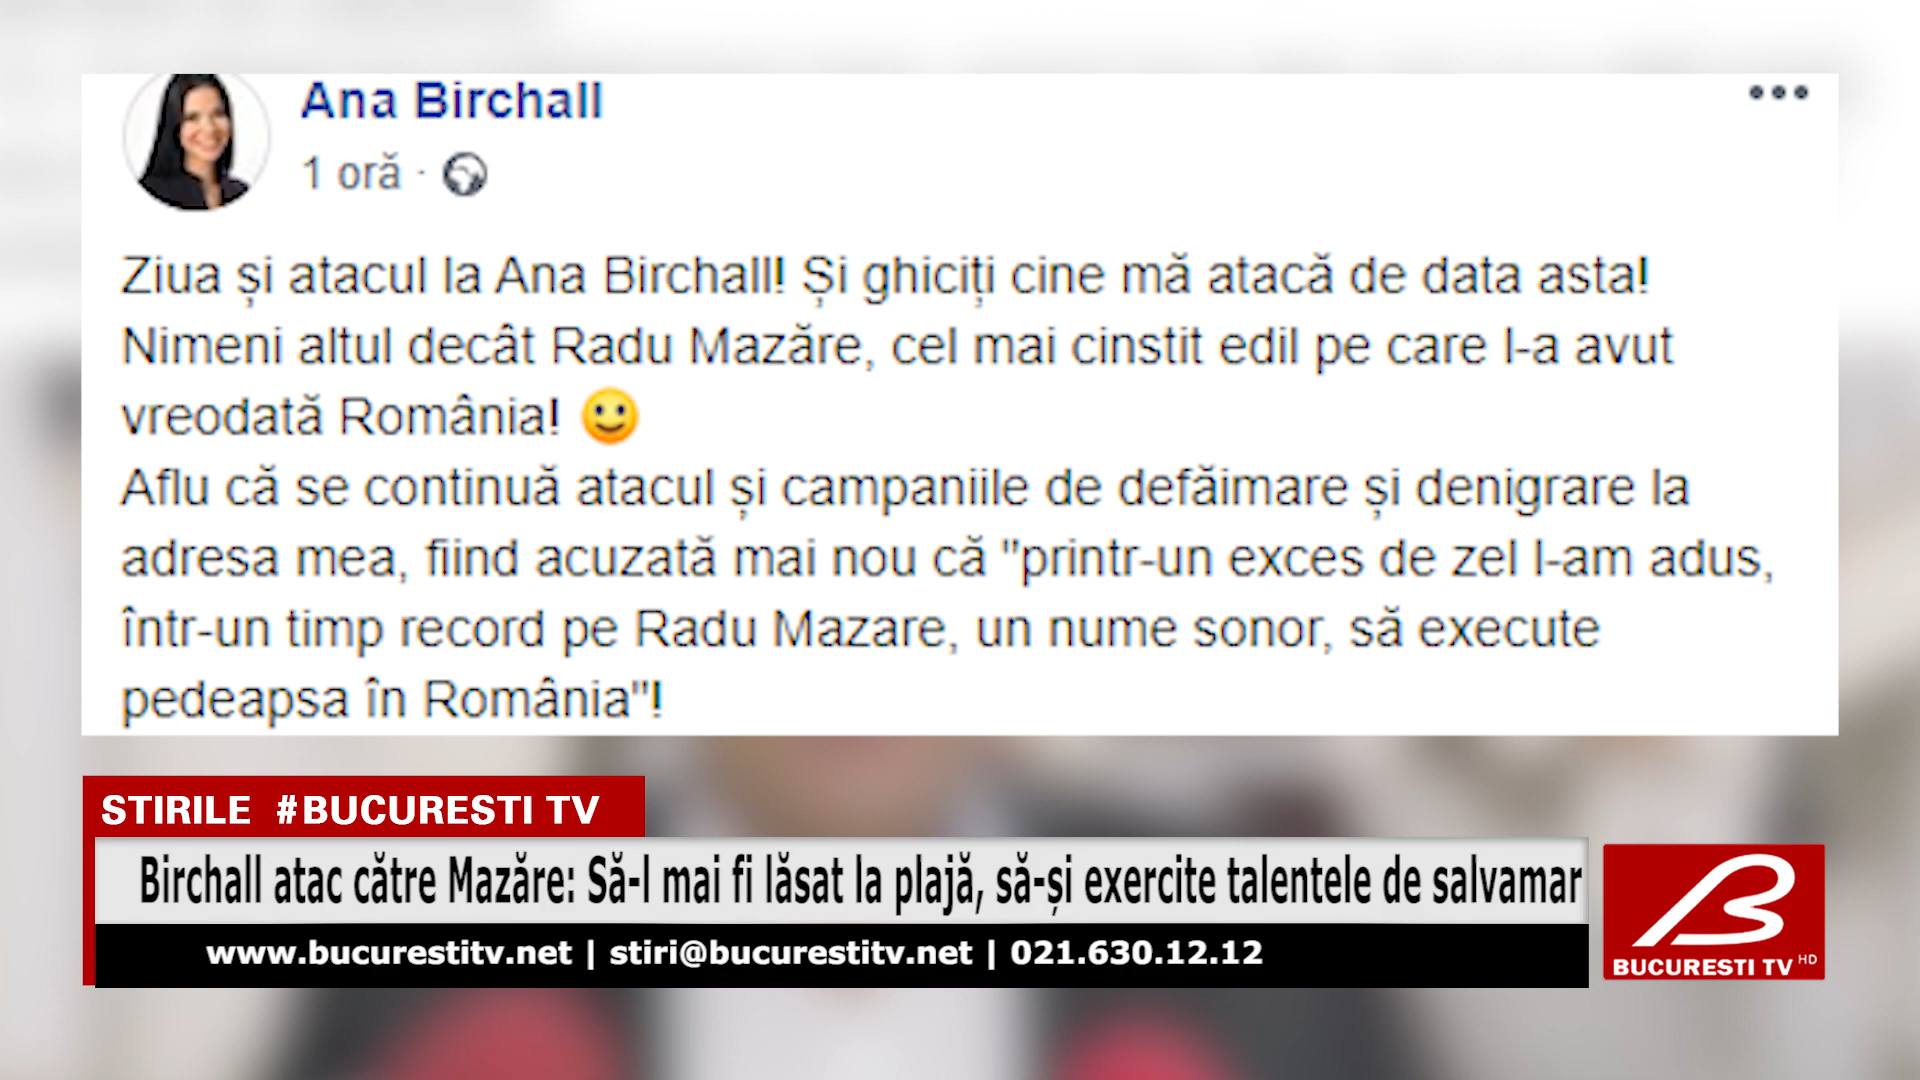 Ana Birchall
1 oră ·
Ziua și atacul la Ana Birchall! Și ghiciți cine mă atacă de data asta!
Nimeni altul decât Radu Mazăre, cel mai cinstit edil pe care l-a avut
vreodată România! 🙂
Aflu că se continuă atacul și campaniile de defăimare și denigrare la
adresa mea, fiind acuzată mai nou că "printr-un exces de zel l-am adus,
într-un timp record pe Radu Mazare, un nume sonor, să execute
pedeapsa în România"!
STIRILE #BUCURESTI TV
Birchall atac către Mazăre: Să-l mai fi lăsat la plajă, să-și exercite talentele de salvamar
www.bucurestitv.net | stiri@bucurestitv.net | 021.630.12.12
BUCURESTI TV HD